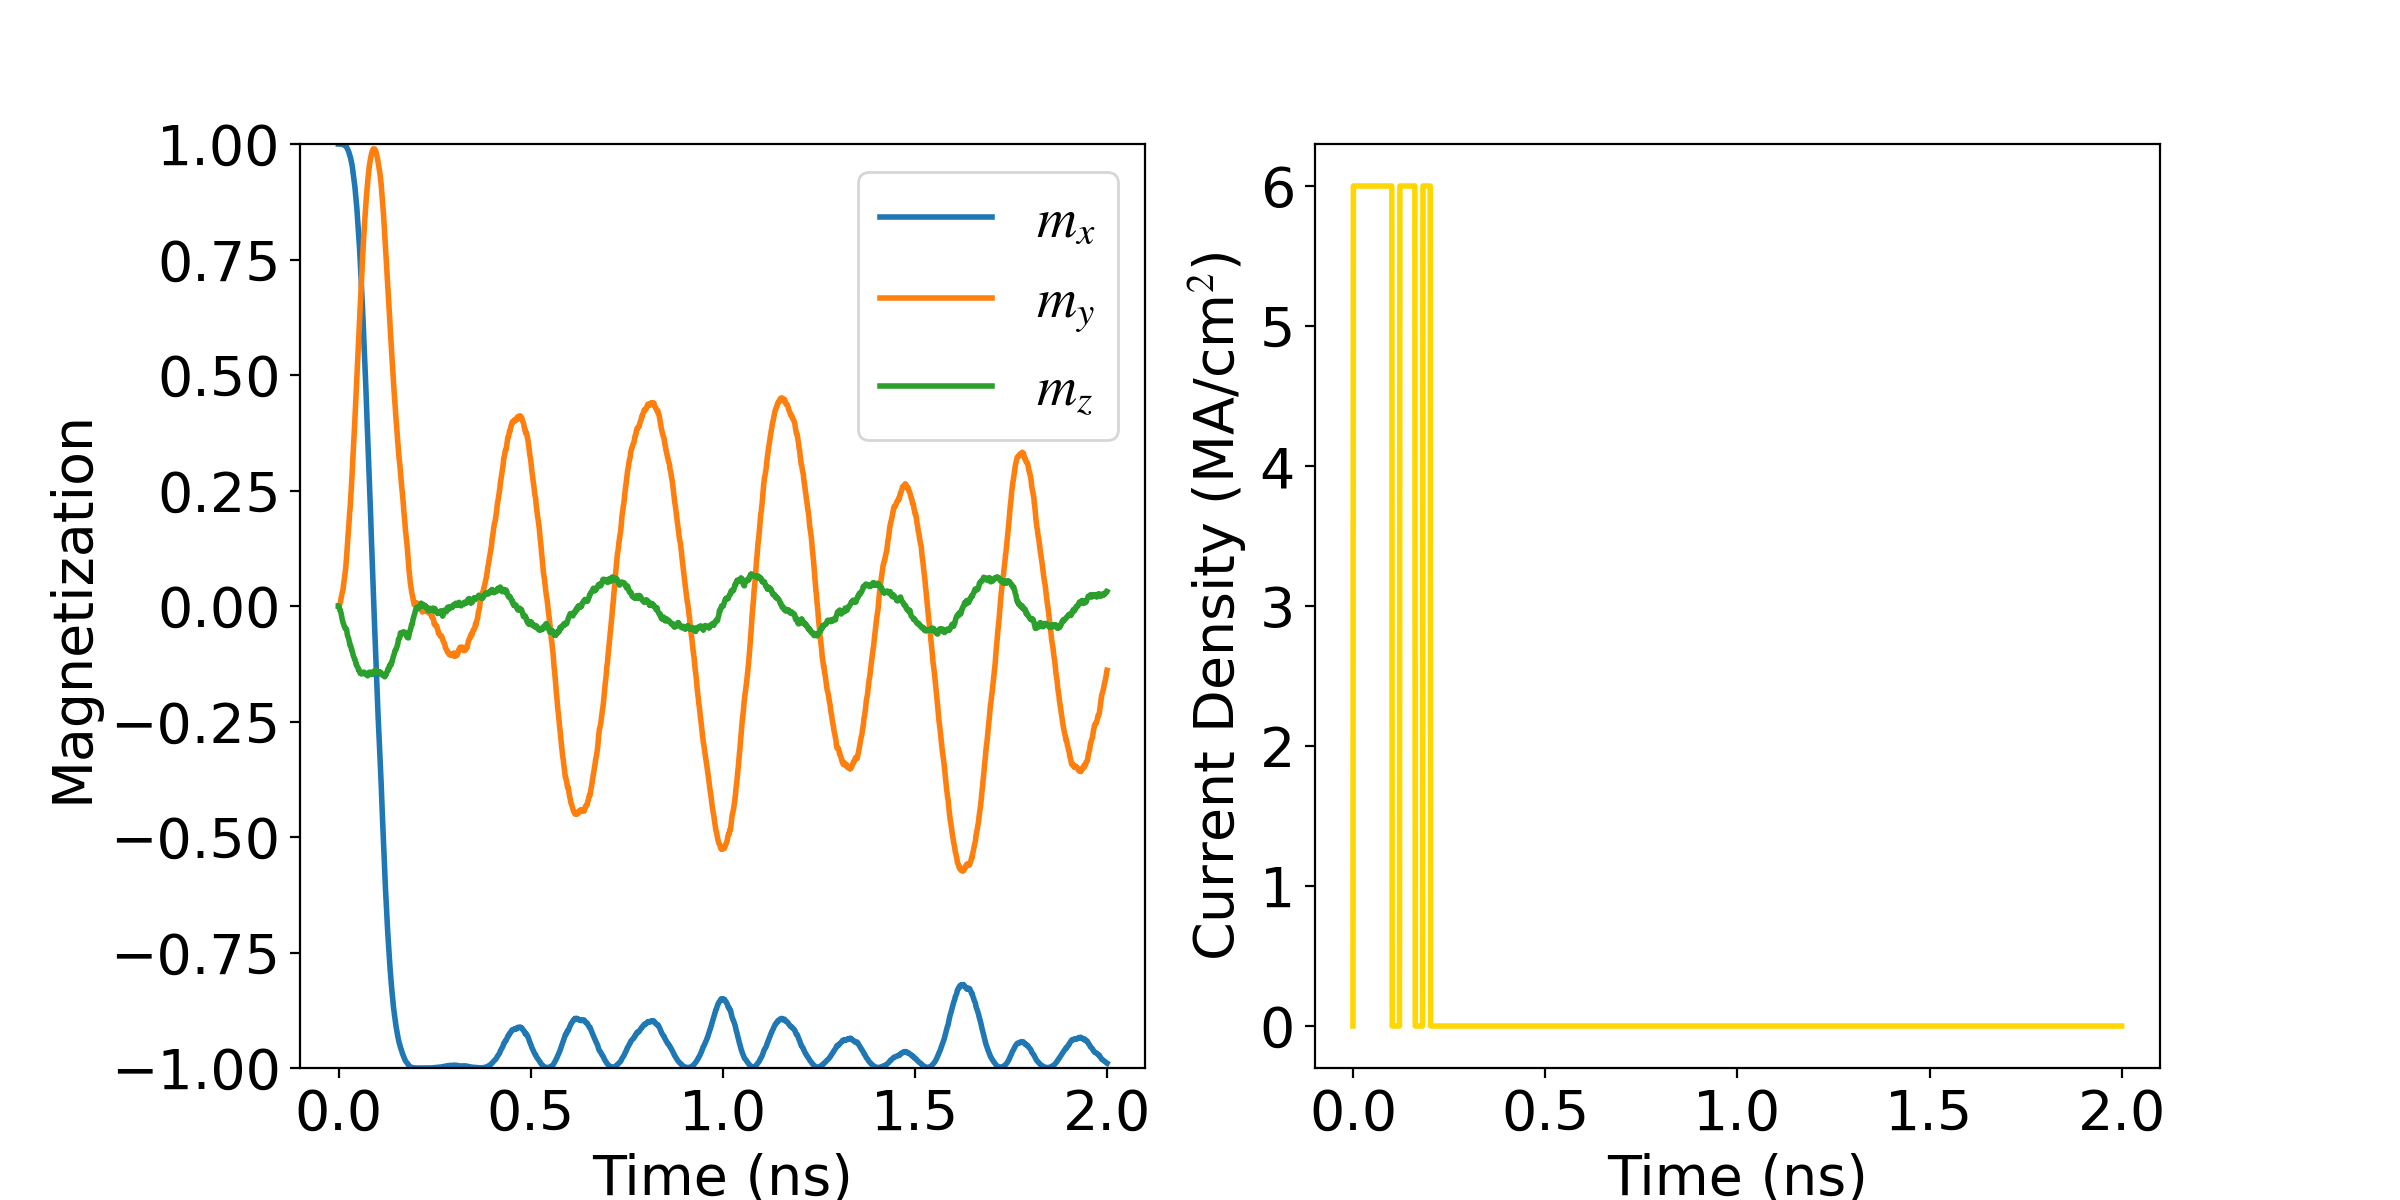 1.00
0.75
0.50
0.25
0.00
−0.25
−0.50
−0.75
−1.00
Magnetization
0.0 0.5 1.0 1.5 2.0
Time (ns)
m_x
m_y
m_z
6
5
4
3
2
1
0
Current Density (MA/cm²)
0.0 0.5 1.0 1.5 2.0
Time (ns)